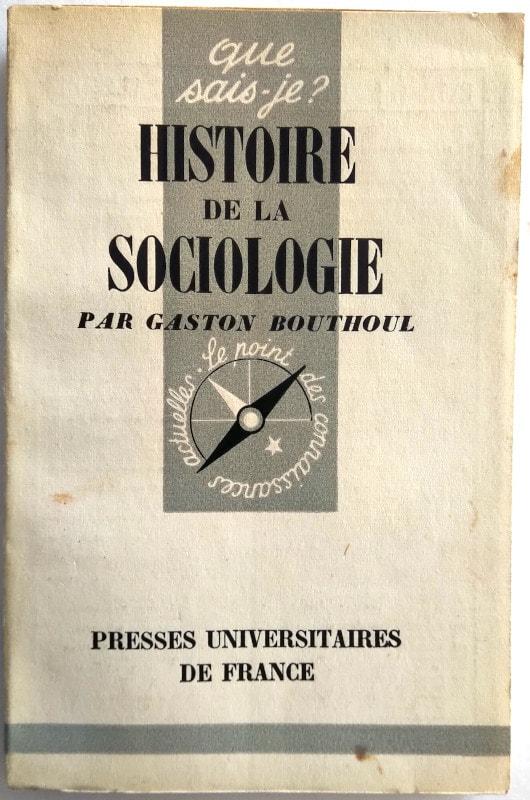 que
sais-je?
HISTOIRE
DE LA
SOCIOLOGIE
PAR GASTON BOUTHOUL
Le point des connaissances actuelles.
PRESSES UNIVERSITAIRES
DE FRANCE